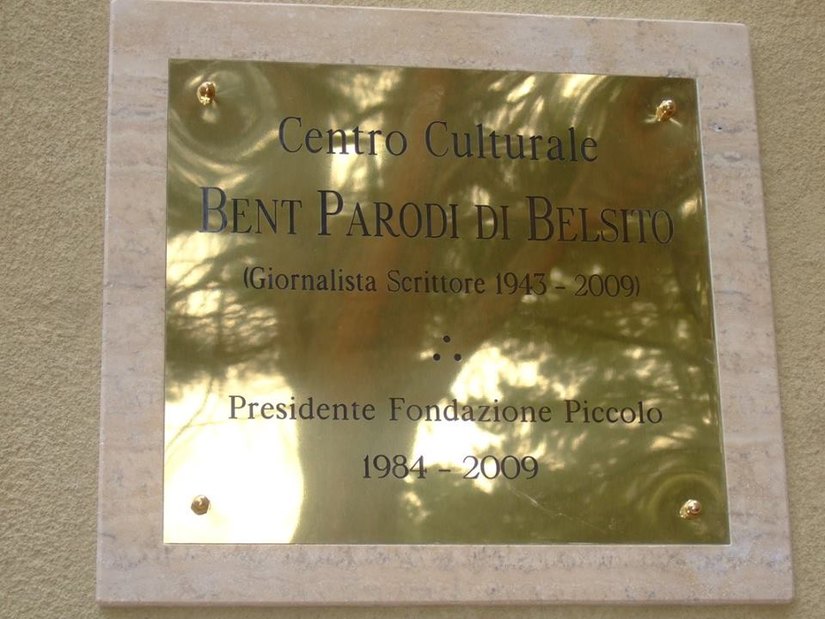 Centro Culturale
BENT PARODI DI BELSITO
(Giornalista Scrittore 1943 - 2009)
∴
Presidente Fondazione Piccolo
1984 - 2009